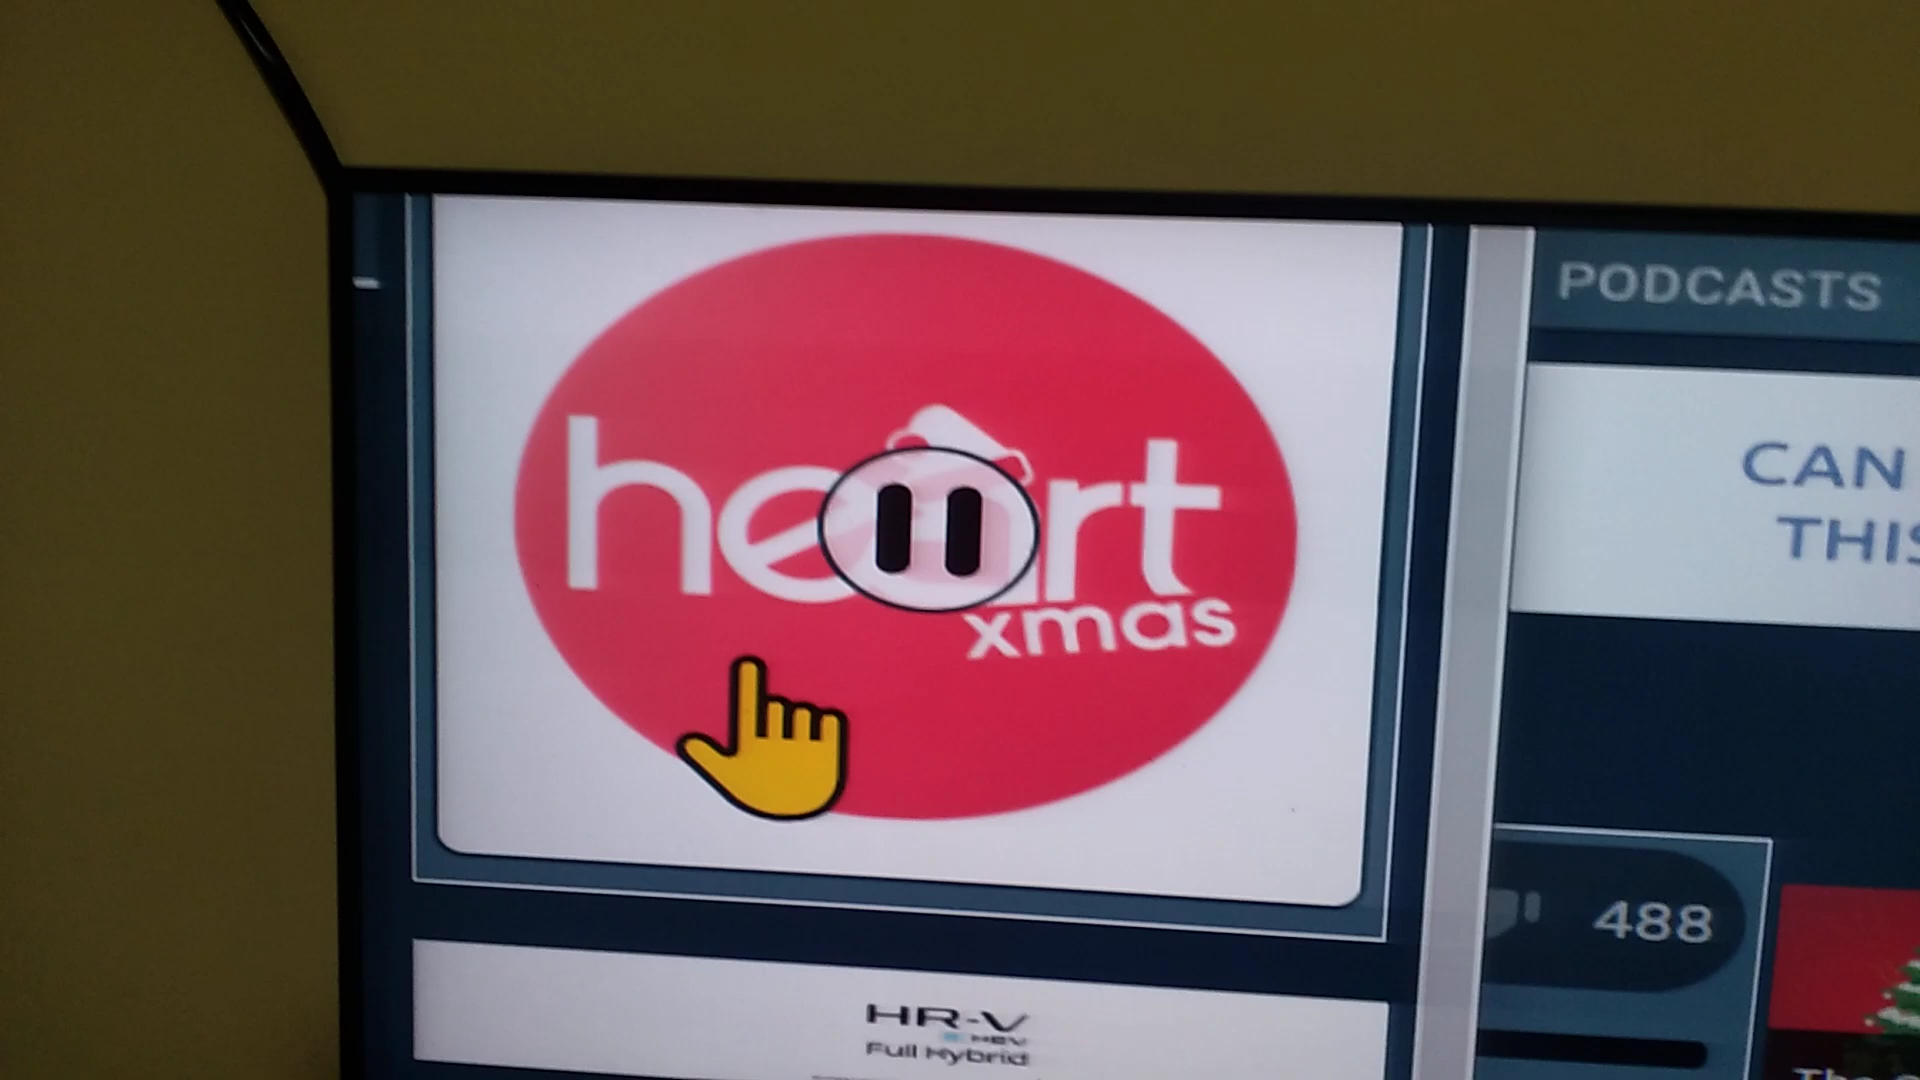 heart
xmas
PODCASTS
CAN
THIS
488
HR-V
Full Hybrid